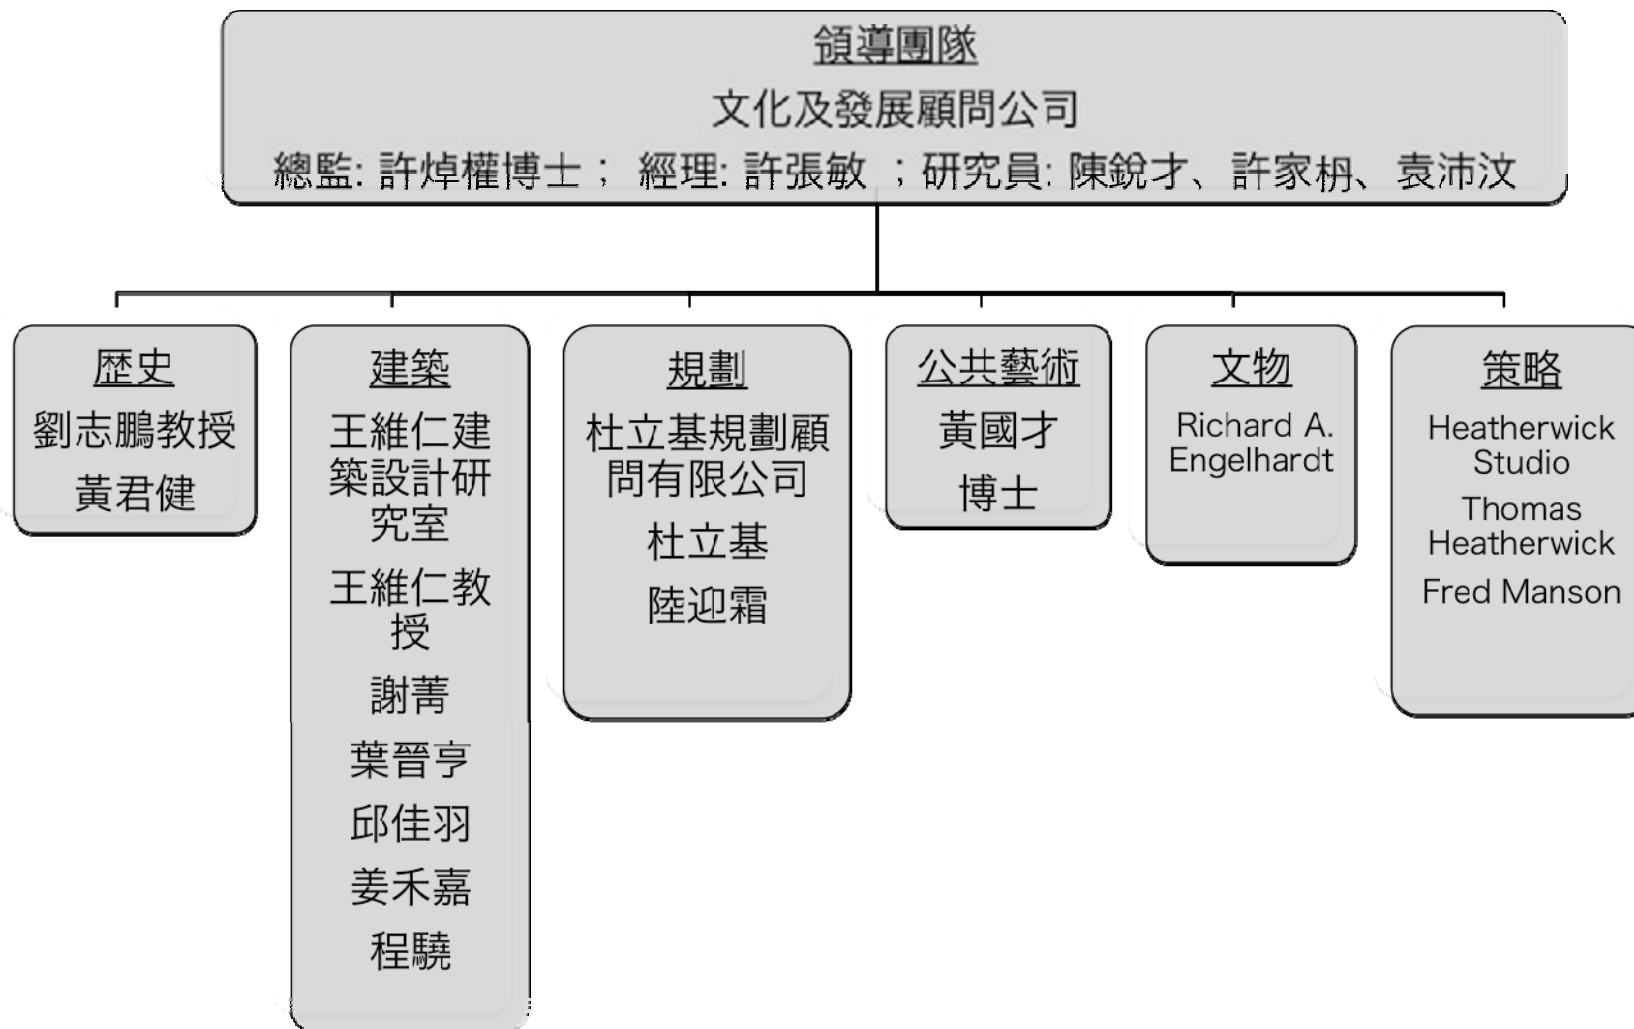 領導團隊
文化及發展顧問公司
總監: 許焯權博士 ； 經理: 許張敏 ；研究員: 陳銳才、許家枬、袁沛汶
歷史
劉志鵬教授
黃君健
建築
王維仁建
築設計研
究室
王維仁教
授
謝菁
葉晉亨
邱佳羽
姜禾嘉
程驍
規劃
杜立基規劃顧
問有限公司
杜立基
陸迎霜
公共藝術
黃國才
博士
文物
Richard A.
Engelhardt
策略
Heatherwick
Studio
Thomas
Heatherwick
Fred Manson